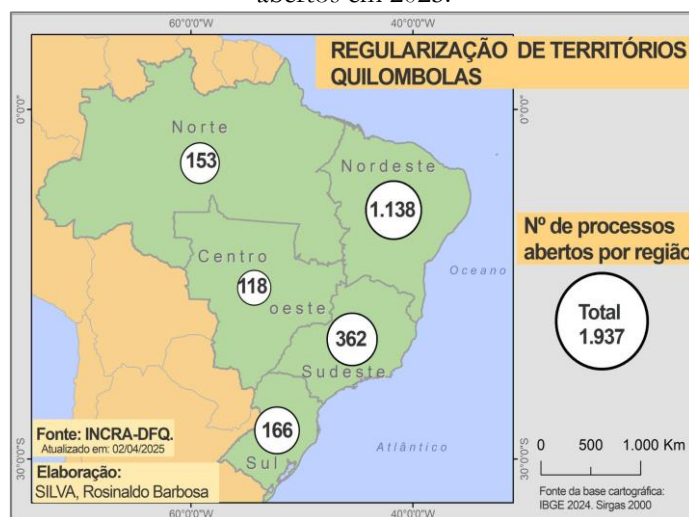 abertos em 2025.
60°0'0"W
40°0'0"W
REGULARIZAÇÃO DE TERRITÓRIOS
QUILOMBOLAS
0°0'0"
0°0'0"
Norte
153
Nordeste
1.138
Nº de processos
abertos por região
Centro
118
oeste
Oceano
Total
1.937
362
Sudeste
166
Sul
Atlântico
Fonte: INCRA-DFQ.
Atualizado em: 02/04/2025
Elaboração:
SILVA, Rosinaldo Barbosa
0 500 1.000 Km
Fonte da base cartográfica:
IBGE 2024. Sirgas 2000
30°0'0"S
30°0'0"S
60°0'0"W
40°0'0"W